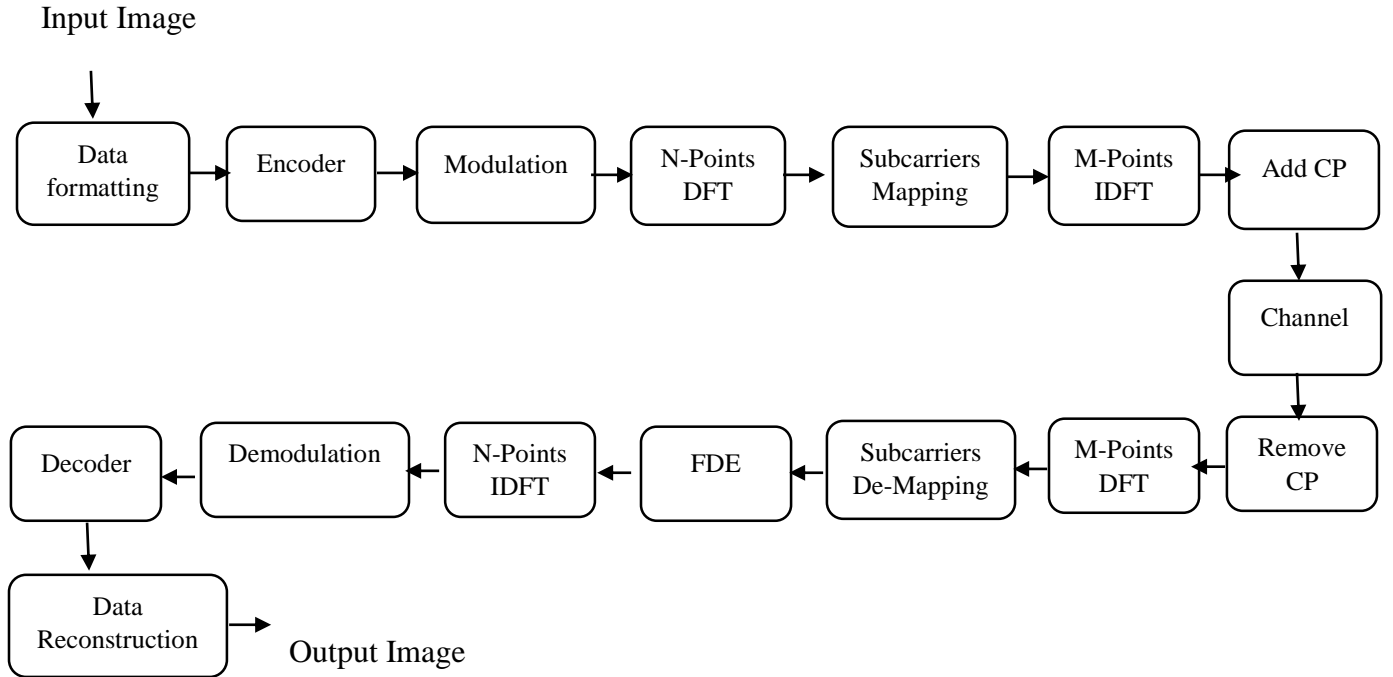 Input Image
Data
formatting
Encoder
Modulation
N-Points
DFT
Subcarriers
Mapping
M-Points
IDFT
Add CP
Channel
Decoder
Demodulation
N-Points
IDFT
FDE
Subcarriers
De-Mapping
M-Points
DFT
Remove
CP
Data
Reconstruction
Output Image